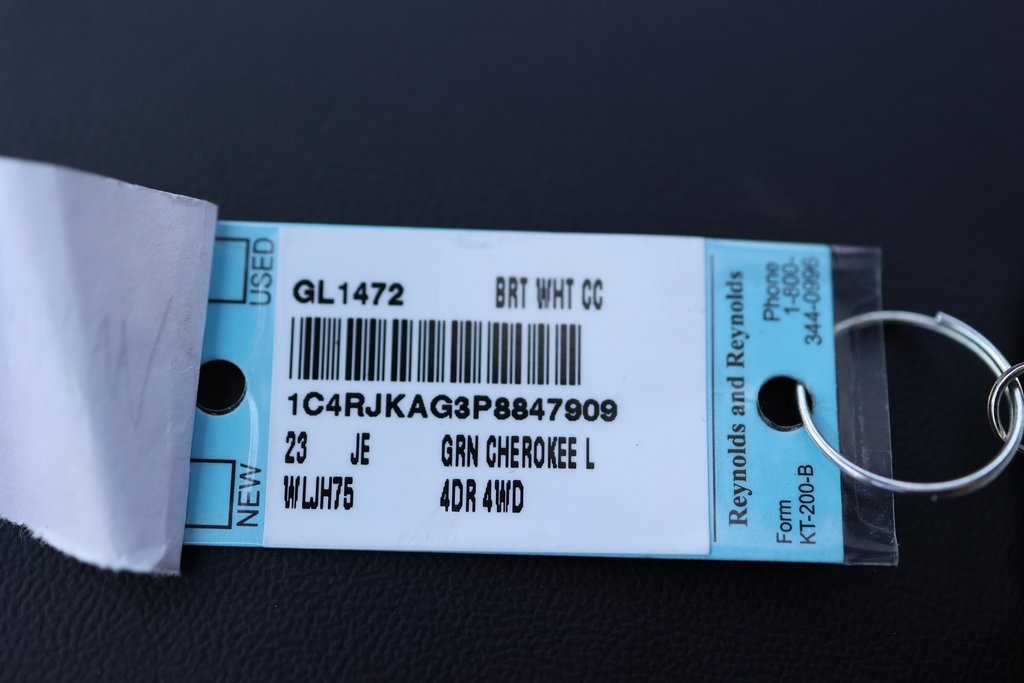 USED
NEW
GL1472 BRT WHT CC
1C4RJKAG3P8847909
23 JE GRN CHEROKEE L
WLJH75 4DR 4WD
Reynolds and Reynolds
Phone
1-800-
344-0996
Form
KT-200-B